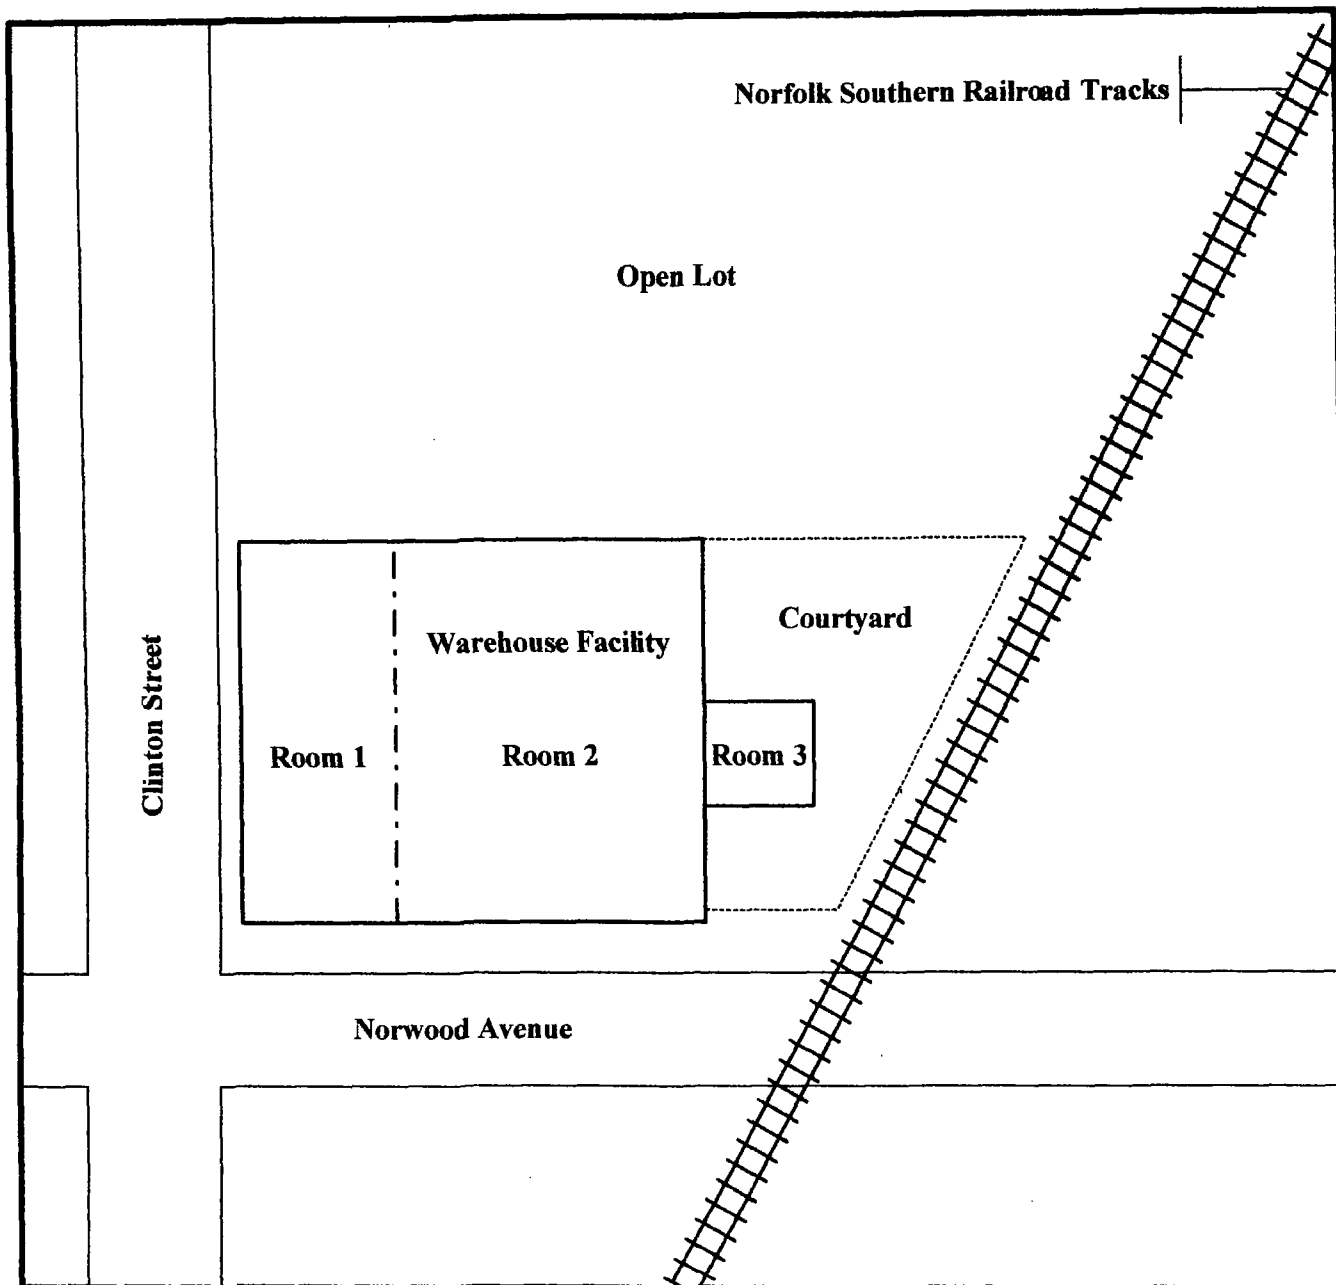 Norfolk Southern Railroad Tracks
Open Lot
Courtyard
Warehouse Facility
Clinton Street
Room 1
Room 2
Room 3
Norwood Avenue